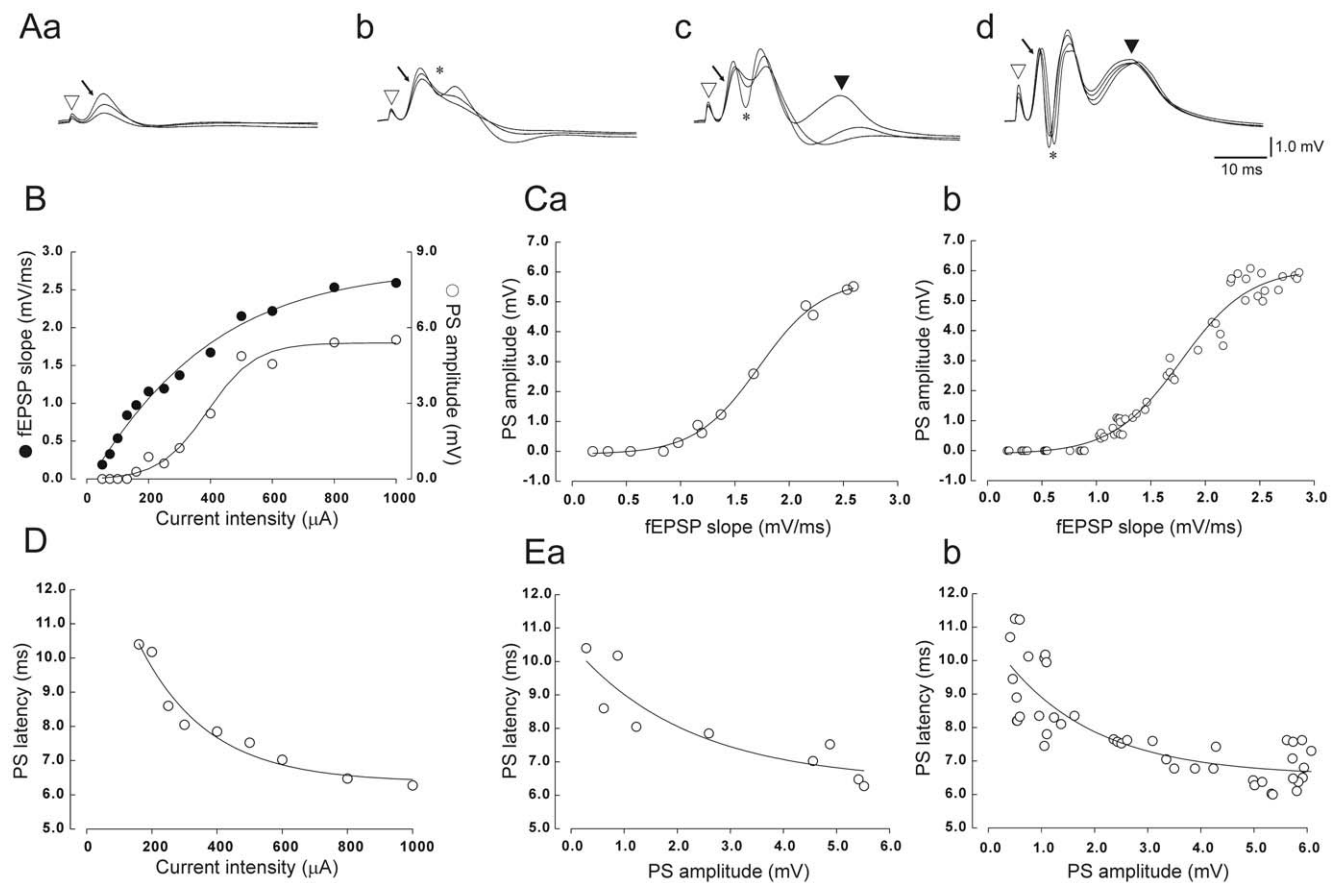 Aa
b
c
d
*
*
*
1.0 mV
10 ms
B
fEPSP slope (mV/ms)
3.0
2.5
2.0
1.5
1.0
0.5
0.0
9.0
6.0
3.0
0.0
PS amplitude (mV)
0 200 400 600 800 1000
Current intensity (μA)
Ca
PS amplitude (mV)
7.0
6.0
5.0
4.0
3.0
2.0
1.0
0.0
-1.0
0.0 0.5 1.0 1.5 2.0 2.5 3.0
fEPSP slope (mV/ms)
b
PS amplitude (mV)
7.0
6.0
5.0
4.0
3.0
2.0
1.0
0.0
-1.0
0.0 0.5 1.0 1.5 2.0 2.5 3.0
fEPSP slope (mV/ms)
D
PS latency (ms)
12.0
11.0
10.0
9.0
8.0
7.0
6.0
5.0
0 200 400 600 800 1000
Current intensity (μA)
Ea
PS latency (ms)
12.0
11.0
10.0
9.0
8.0
7.0
6.0
5.0
0.0 1.0 2.0 3.0 4.0 5.0 6.0
PS amplitude (mV)
b
PS latency (ms)
12.0
11.0
10.0
9.0
8.0
7.0
6.0
5.0
0.0 1.0 2.0 3.0 4.0 5.0 6.0
PS amplitude (mV)